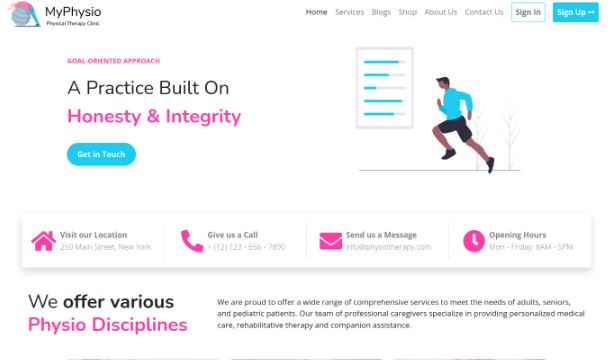 MyPhysio
Physical Therapy Clinic
Home Services Blogs Shop About Us Contact Us Sign In Sign Up →
GOAL-ORIENTED APPROACH
A Practice Built On
Honesty & Integrity
Get in Touch
Visit our Location
250 Main Street, New York
Give us a Call
+ (12) 123 - 556 - 7890
Send us a Message
info@physiotherapy.com
Opening Hours
Mon - Friday: 8AM - 5PM
We offer various
Physio Disciplines
We are proud to offer a wide range of comprehensive services to meet the needs of adults, seniors,
and pediatric patients. Our team of professional caregivers specialize in providing personalized medical
care, rehabilitative therapy and companion assistance.